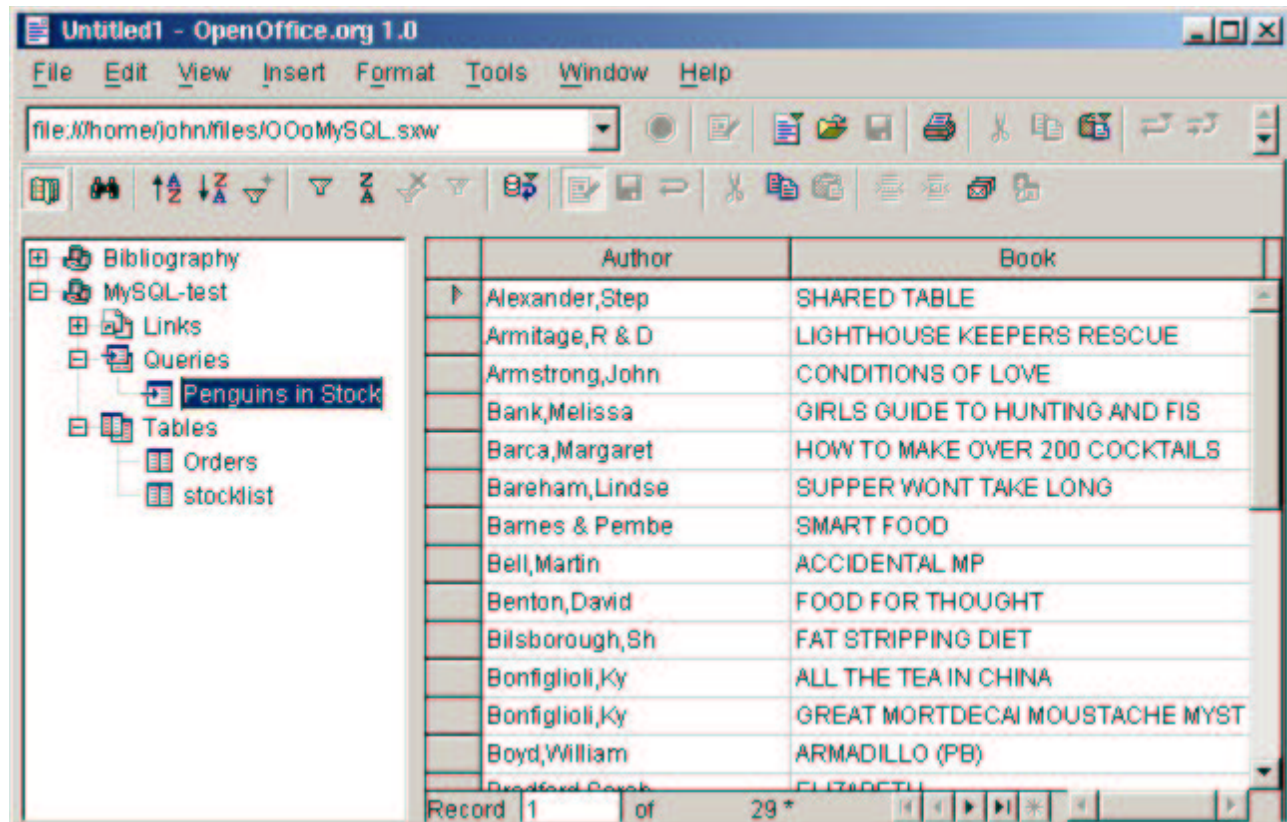 Untitled1 - OpenOffice.org 1.0
File Edit View Insert Format Tools Window Help
file:///home/john/files/OOoMySQL.sxw
Bibliography
MySQL-test
Links
Queries
Penguins in Stock
Tables
Orders
stocklist
Author Book
Alexander,Step SHARED TABLE
Armitage,R & D LIGHTHOUSE KEEPERS RESCUE
Armstrong,John CONDITIONS OF LOVE
Bank,Melissa GIRLS GUIDE TO HUNTING AND FIS
Barca,Margaret HOW TO MAKE OVER 200 COCKTAILS
Bareham,Lindse SUPPER WONT TAKE LONG
Barnes & Pembe SMART FOOD
Bell,Martin ACCIDENTAL MP
Benton,David FOOD FOR THOUGHT
Bilsborough,Sh FAT STRIPPING DIET
Bonfiglioli,Ky ALL THE TEA IN CHINA
Bonfiglioli,Ky GREAT MORTDECAI MOUSTACHE MYST
Boyd,William ARMADILLO (PB)
Bradford,Sarah ELIZABETH
Record 1 of 29 *